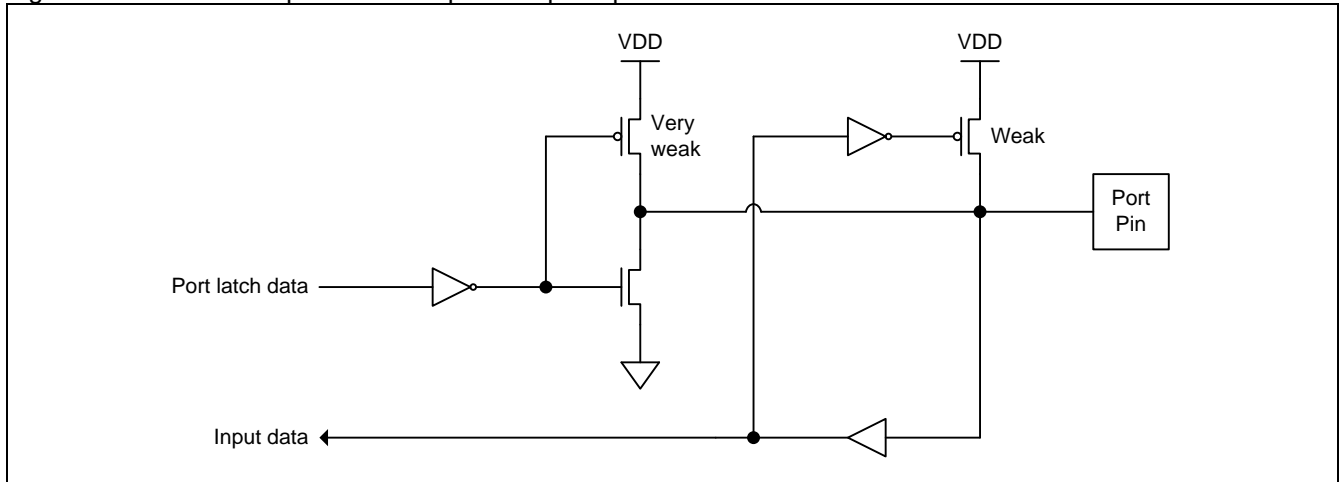 VDD
VDD
Very
weak
Weak
Port
Pin
Port latch data
Input data